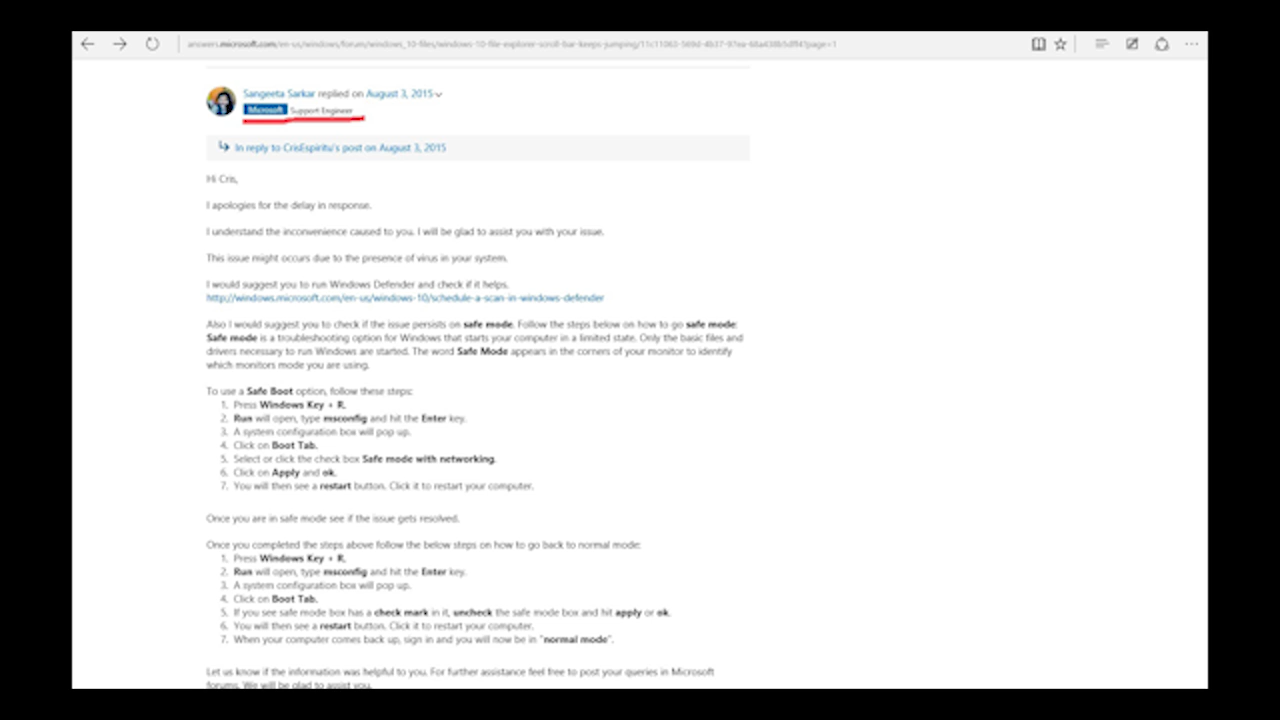 Sangeeta Sarkar replied on August 3, 2015
Microsoft Support Engineer
In reply to CrisEspiritu's post on August 3, 2015
Hi Cris,
I apologies for the delay in response.
I understand the inconvenience caused to you. I will be glad to assist you with your issue.
This issue might occurs due to the presence of virus in your system.
I would suggest you to run Windows Defender and check if it helps.
http://windows.microsoft.com/en-us/windows-10/schedule-a-scan-in-windows-defender
Also I would suggest you to check if the issue persists on safe mode. Follow the steps below on how to go safe mode:
Safe mode is a troubleshooting option for Windows that starts your computer in a limited state. Only the basic files and
drivers necessary to run Windows are started. The word Safe Mode appears in the corners of your monitor to identify
which monitors mode you are using.
To use a Safe Boot option, follow these steps:
1. Press Windows Key + R.
2. Run will open, type msconfig and hit the Enter key.
3. A system configuration box will pop up.
4. Click on Boot Tab.
5. Select or click the check box Safe mode with networking.
6. Click on Apply and ok.
7. You will then see a restart button. Click it to restart your computer.
Once you are in safe mode see if the issue gets resolved.
Once you completed the steps above follow the below steps on how to go back to normal mode:
1. Press Windows Key + R.
2. Run will open, type msconfig and hit the Enter key.
3. A system configuration box will pop up.
4. Click on Boot Tab.
5. If you see safe mode box has a check mark in it, uncheck the safe mode box and hit apply or ok.
6. You will then see a restart button. Click it to restart your computer.
7. When your computer comes back up, sign in and you will now be in "normal mode".
Let us know if the information was helpful to you. For further assistance feel free to post your queries in Microsoft
forums. We will be glad to assist you.